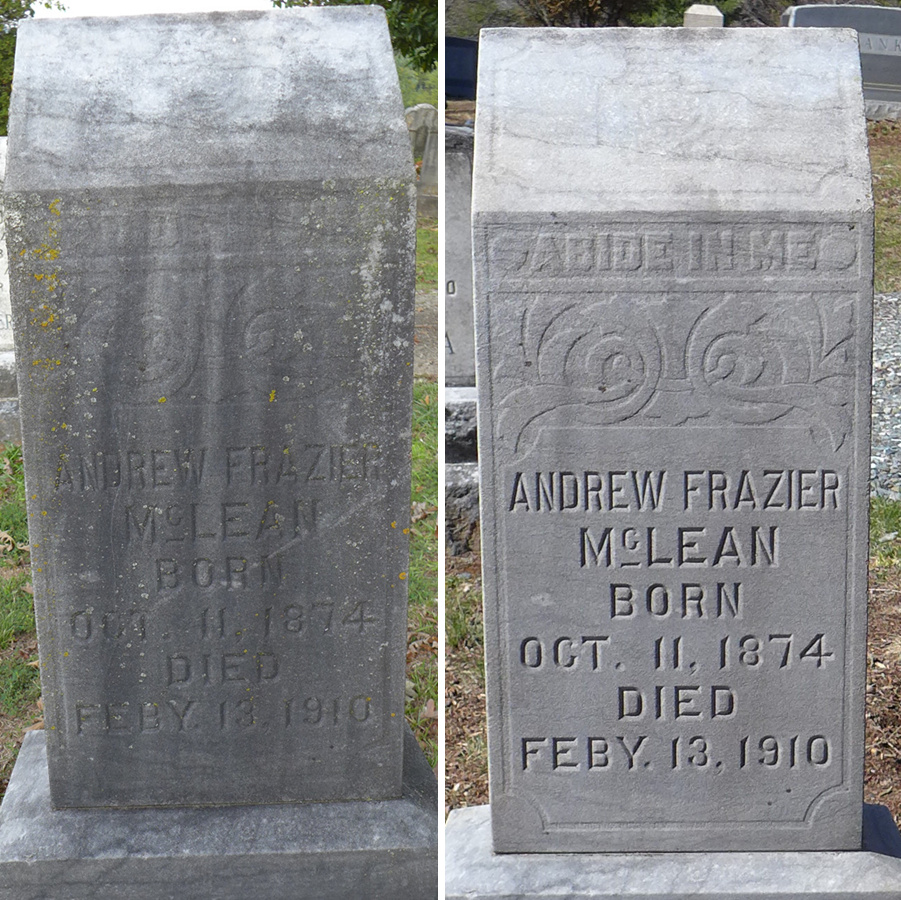 ANDREW FRAZIER
McLEAN
BORN
OCT. 11, 1874
DIED
FEBY. 13, 1910
ABIDE IN ME
ANDREW FRAZIER
McLEAN
BORN
OCT. 11, 1874
DIED
FEBY. 13, 1910